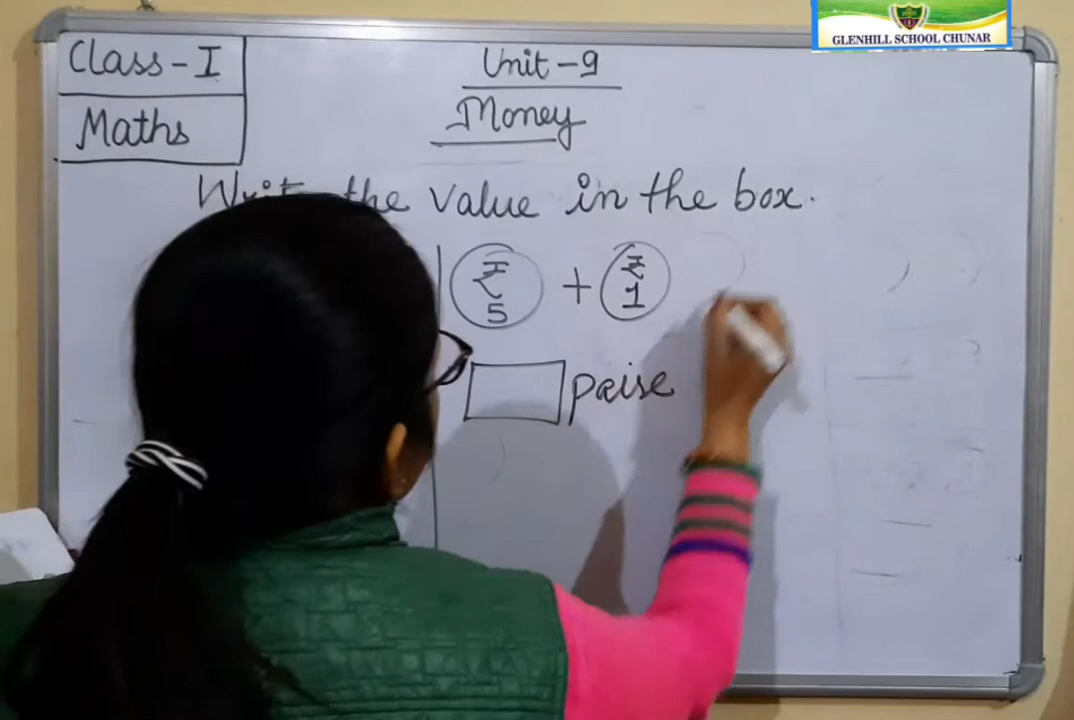 GLENHILL SCHOOL CHUNAR
Class-I
Maths
Unit-9
Money
Write the value in the box.
₹ 5 + ₹ 1
paise